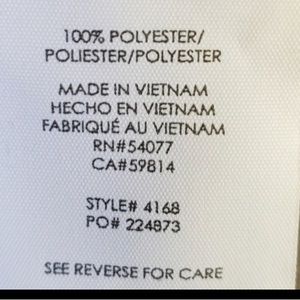 100% POLYESTER/
POLIESTER/POLYESTER
MADE IN VIETNAM
HECHO EN VIETNAM
FABRIQUÉ AU VIETNAM
RN#54077
CA#59814
STYLE# 4168
PO# 224873
SEE REVERSE FOR CARE